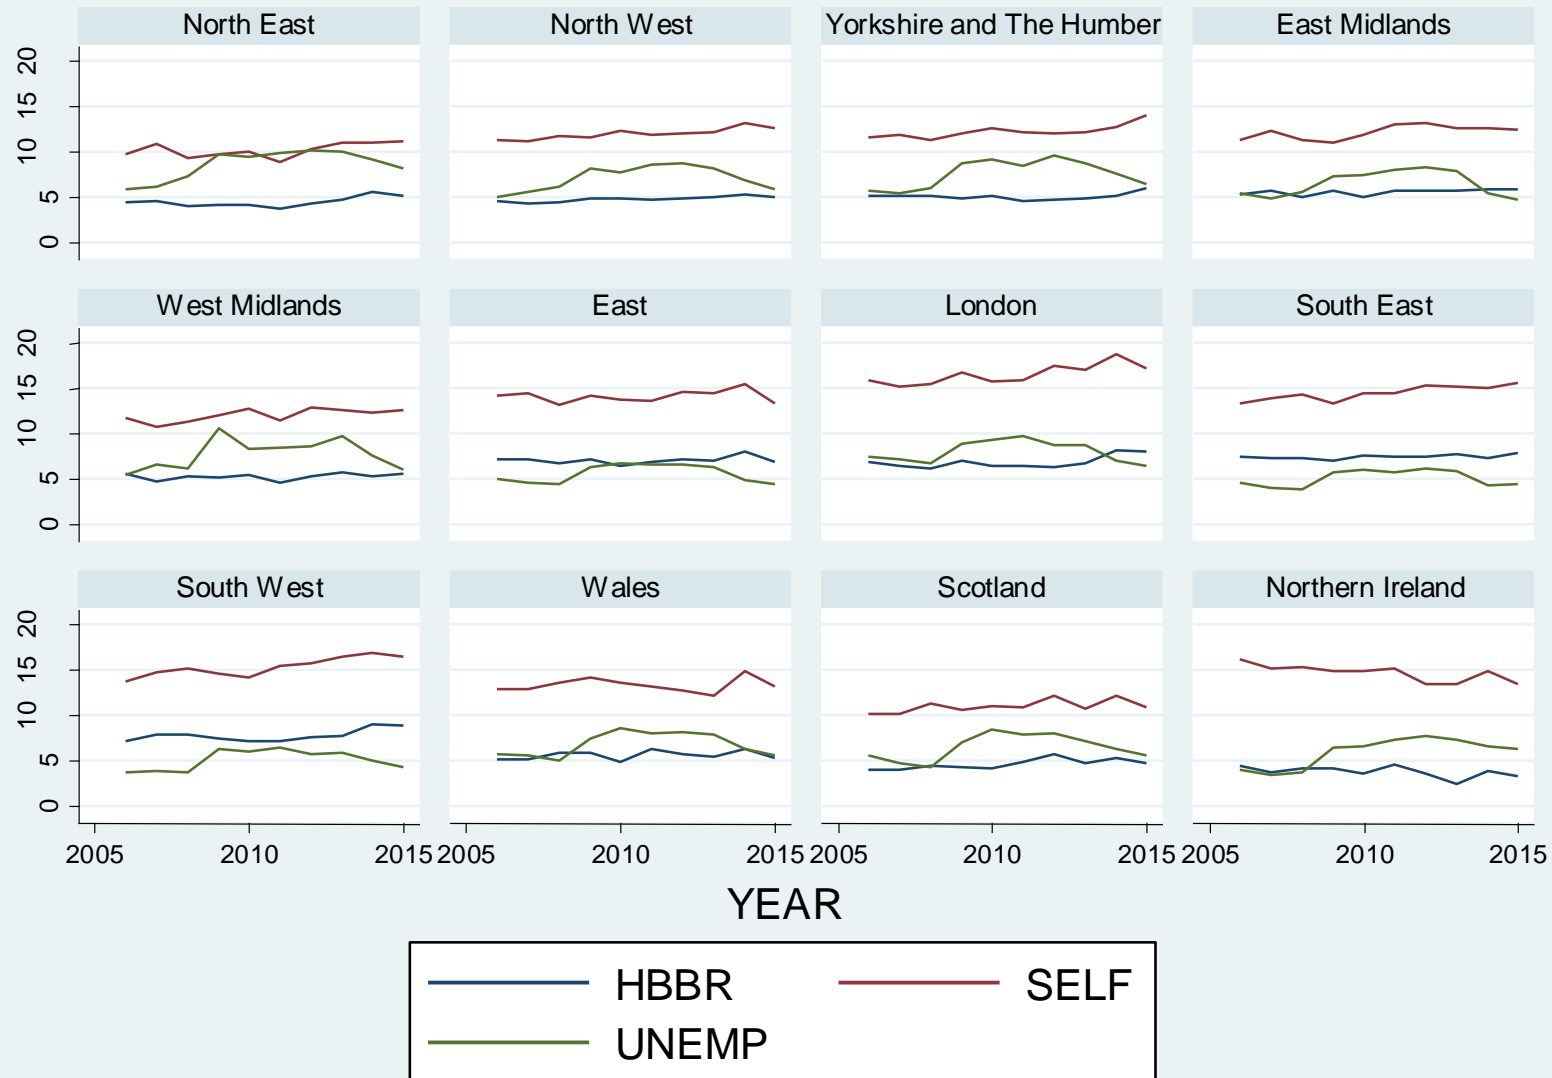 North East North West Yorkshire and The Humber East Midlands
20
15
10
5
0
West Midlands East London South East
20
15
10
5
0
South West Wales Scotland Northern Ireland
20
15
10
5
0
2005 2010 2015 2005 2010 2015 2005 2010 2015 2005 2010 2015
YEAR
HBBR SELF
UNEMP